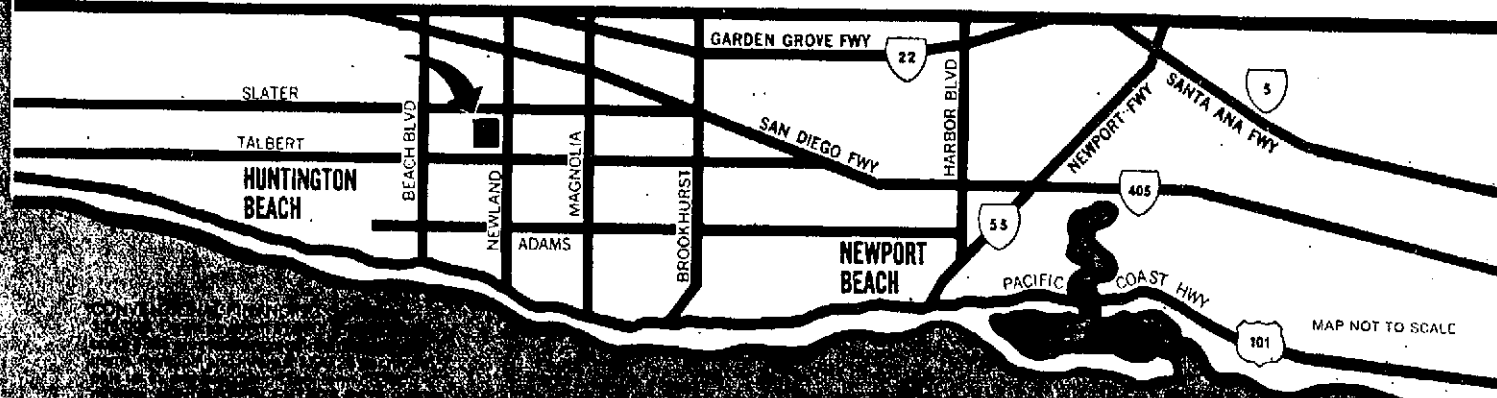 GARDEN GROVE FWY
22
SLATER
BEACH BLVD
HARBOR BLVD
NEWPORT FWY
SANTA ANA FWY
5
SAN DIEGO FWY
TALBERT
MAGNOLIA
HUNTINGTON
BEACH
BROOKHURST
405
NEWLAND
ADAMS
55
NEWPORT
BEACH
PACIFIC COAST HWY
101
MAP NOT TO SCALE